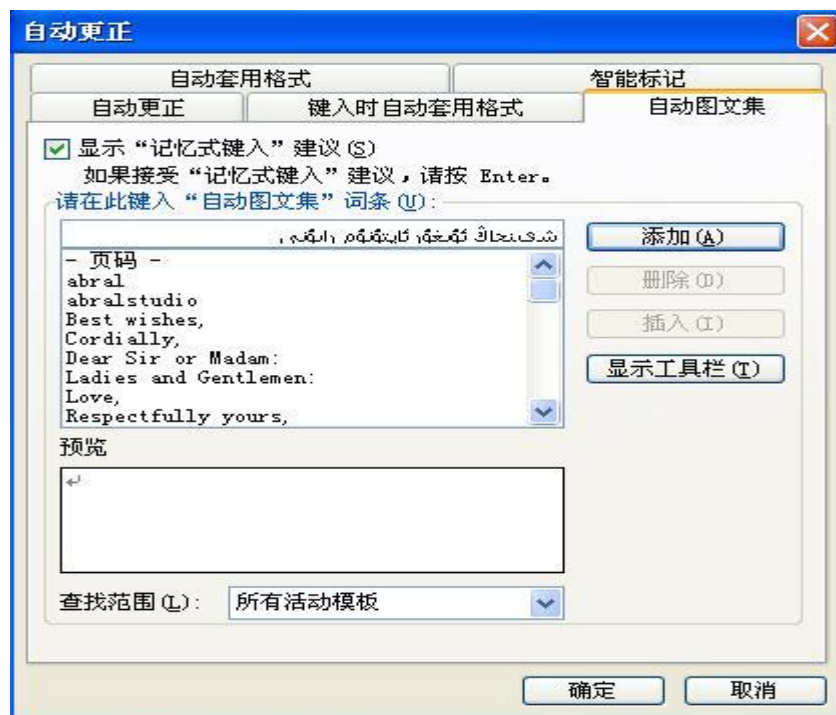 自动更正
自动套用格式
智能标记
自动更正
键入时自动套用格式
自动图文集
显示“记忆式键入”建议(S)
如果接受“记忆式键入”建议，请按 Enter。
请在此键入“自动图文集”词条(U):
شىنجاڭ ئۇيغۇر ئاپتونوم رايونى
添加(A)
- 页码 -
abral
abralstudio
Best wishes,
Cordially,
Dear Sir or Madam:
Ladies and Gentlemen:
Love,
Respectfully yours,
删除(D)
插入(I)
显示工具栏(T)
预览
查找范围(L):
所有活动模板
确定
取消